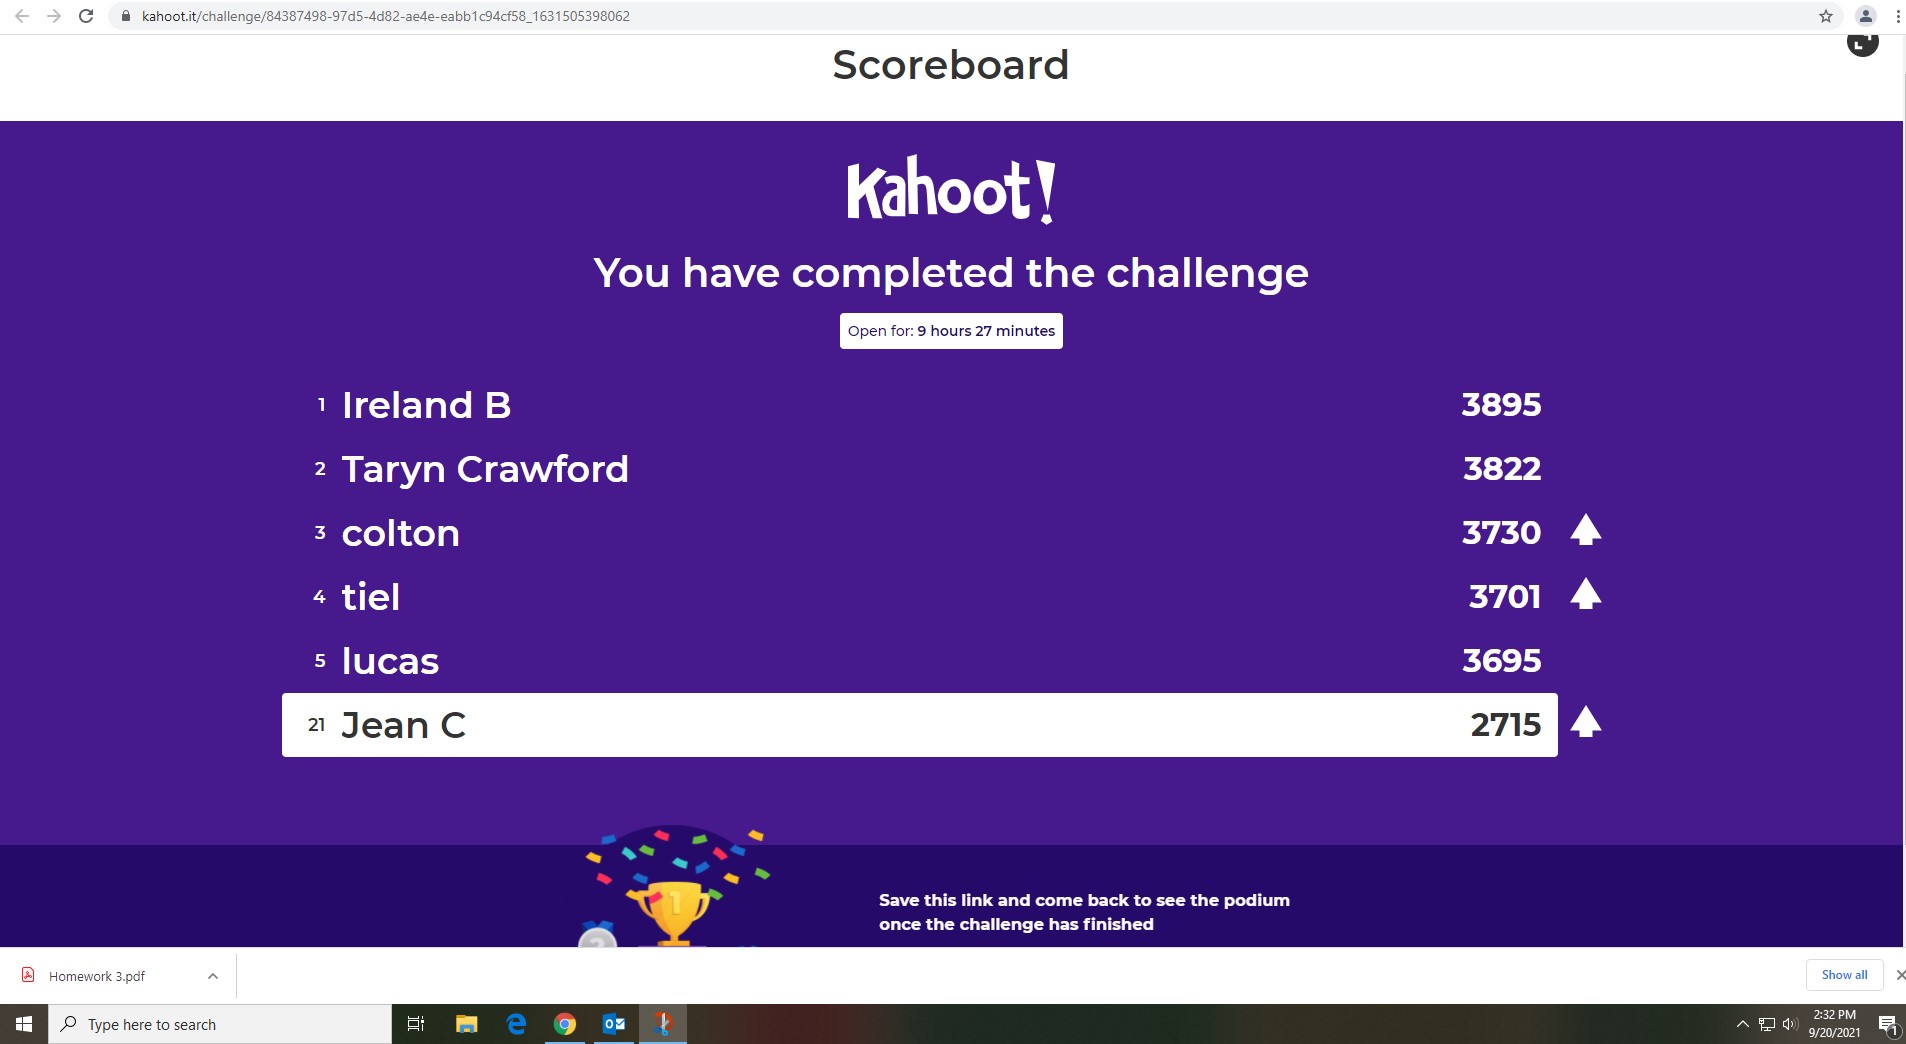 kahoot.it/challenge/84387498-97d5-4d82-ae4e-eabb1c94cf58_1631505398062
Scoreboard
Kahoot!
You have completed the challenge
Open for: 9 hours 27 minutes
1 Ireland B 3895
2 Taryn Crawford 3822
3 colton 3730
4 tiel 3701
5 lucas 3695
21 Jean C 2715
1
2
Save this link and come back to see the podium
once the challenge has finished
Homework 3.pdf
Show all
Type here to search
2:32 PM
9/20/2021
1